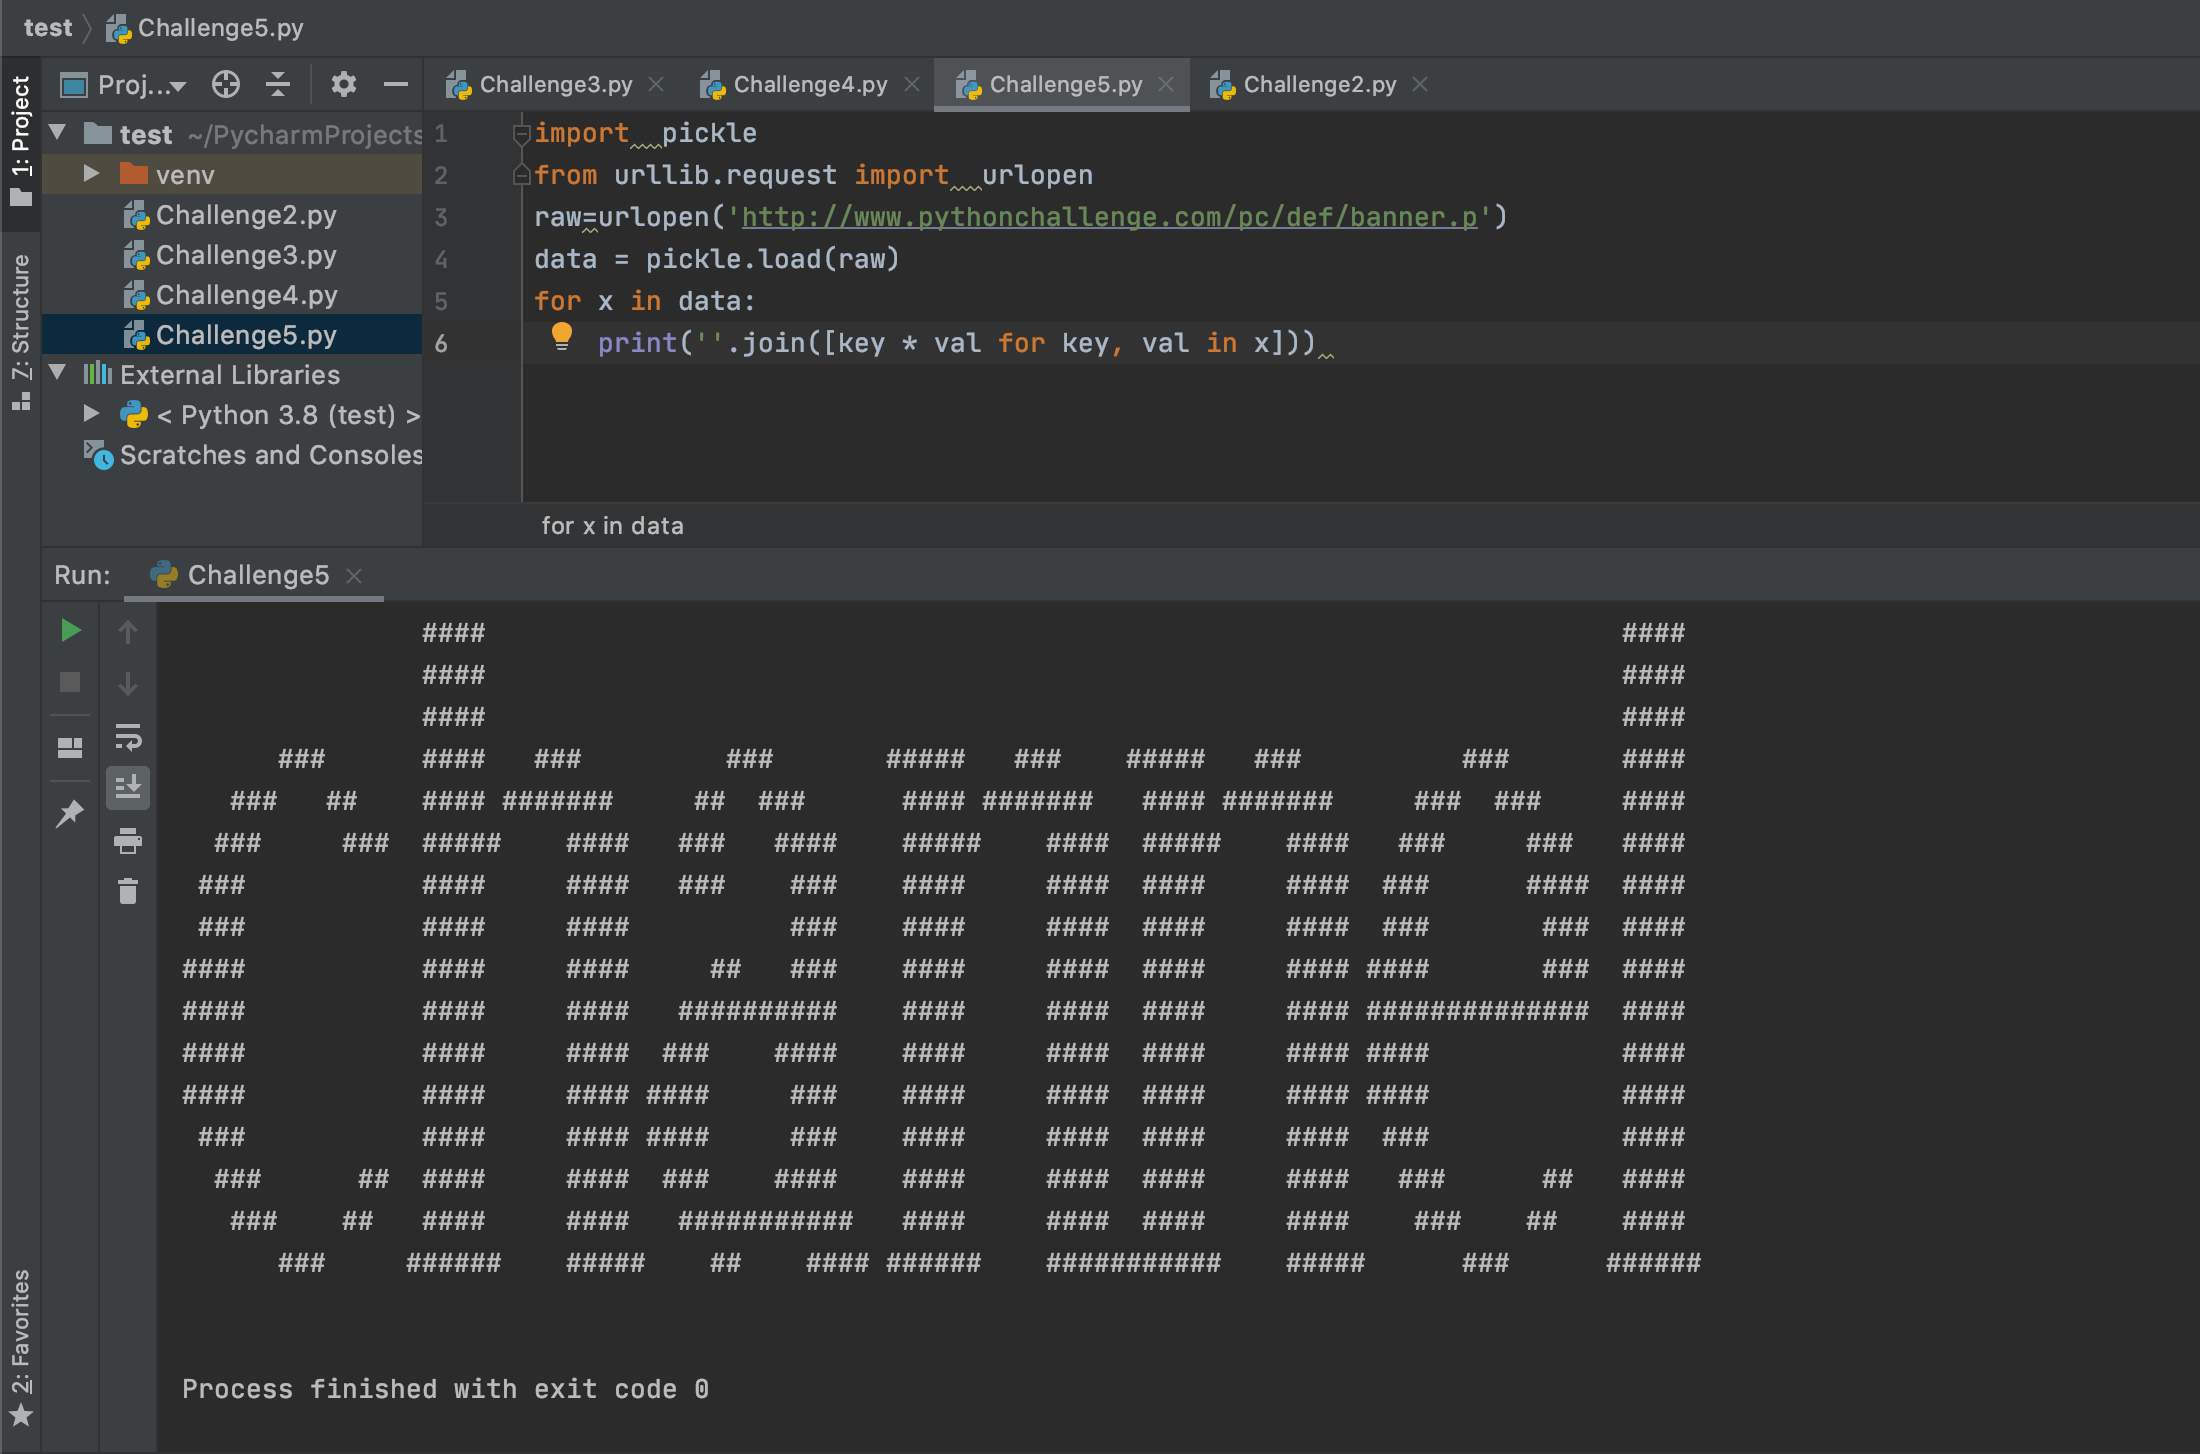 test Challenge5.py
Proj... Challenge3.py Challenge4.py Challenge5.py Challenge2.py
1: Project
7: Structure
2: Favorites
test ~/PycharmProjects
venv
Challenge2.py
Challenge3.py
Challenge4.py
Challenge5.py
External Libraries
< Python 3.8 (test) >
Scratches and Consoles
1 import  pickle
2 from urllib.request import  urlopen
3 raw=urlopen('http://www.pythonchallenge.com/pc/def/banner.p')
4 data = pickle.load(raw)
5 for x in data:
6     print(''.join([key * val for key, val in x]))
for x in data
Run: Challenge5
               ####                                                                       ####
               ####                                                                       ####
               ####                                                                       ####
      ###      ####   ###         ###       #####   ###    #####   ###          ###       ####
   ###   ##    #### #######     ##  ###      #### #######   #### #######     ###  ###     ####
  ###     ###  #####    ####   ###   ####    #####    ####  #####    ####   ###     ###   ####
 ###           ####     ####   ###    ###    ####     ####  ####     ####  ###      ####  ####
 ###           ####     ####          ###    ####     ####  ####     ####  ###       ###  ####
####           ####     ####     ##   ###    ####     ####  ####     #### ####       ###  ####
####           ####     ####   ##########    ####     ####  ####     #### ##############  ####
####           ####     ####  ###    ####    ####     ####  ####     #### ####            ####
####           ####     #### ####     ###    ####     ####  ####     #### ####            ####
 ###           ####     #### ####     ###    ####     ####  ####     ####  ###            ####
  ###      ##  ####     ####  ###    ####    ####     ####  ####     ####   ###      ##   ####
   ###    ##   ####     ####   ###########   ####     ####  ####     ####    ###    ##    ####
      ###     ######    #####    ##    #### ######    ###########    #####      ###      ######
Process finished with exit code 0